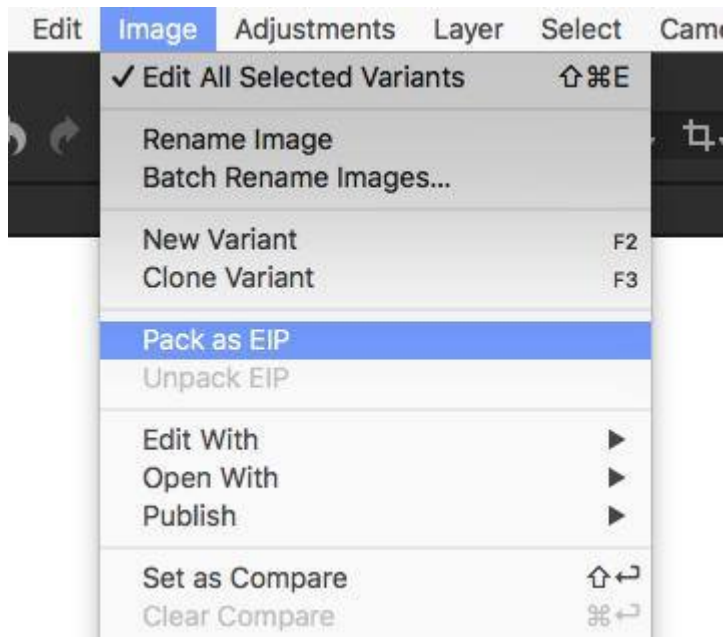 Edit Image Adjustments Layer Select
✓ Edit All Selected Variants ⇧⌘E
Rename Image
Batch Rename Images...
New Variant F2
Clone Variant F3
Pack as EIP
Unpack EIP
Edit With ▶
Open With ▶
Publish ▶
Set as Compare ⇧↩
Clear Compare ⌘↩